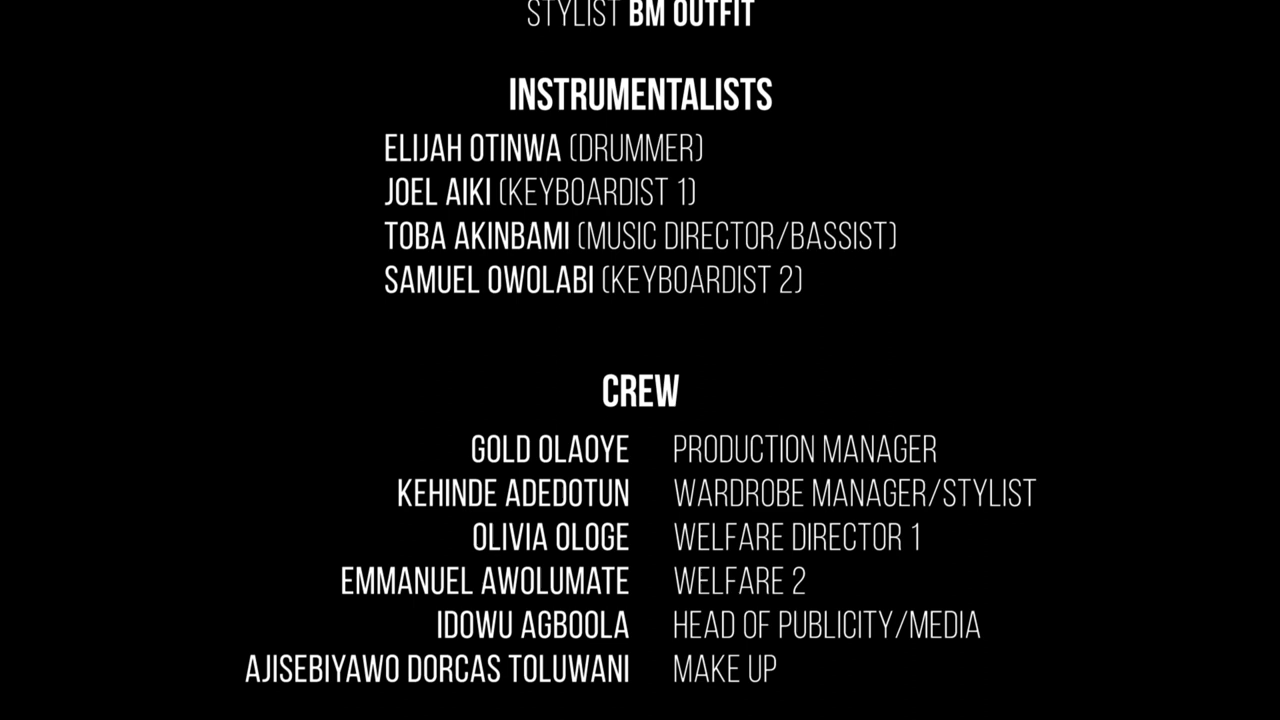 STYLIST BM OUTFIT
INSTRUMENTALISTS
ELIJAH OTINWA (DRUMMER)
JOEL AIKI (KEYBOARDIST 1)
TOBA AKINBAMI (MUSIC DIRECTOR/BASSIST)
SAMUEL OWOLABI (KEYBOARDIST 2)
CREW
GOLD OLAOYE PRODUCTION MANAGER
KEHINDE ADEDOTUN WARDROBE MANAGER/STYLIST
OLIVIA OLOGE WELFARE DIRECTOR 1
EMMANUEL AWOLUMATE WELFARE 2
IDOWU AGBOOLA HEAD OF PUBLICITY/MEDIA
AJISEBIYAWO DORCAS TOLUWANI MAKE UP